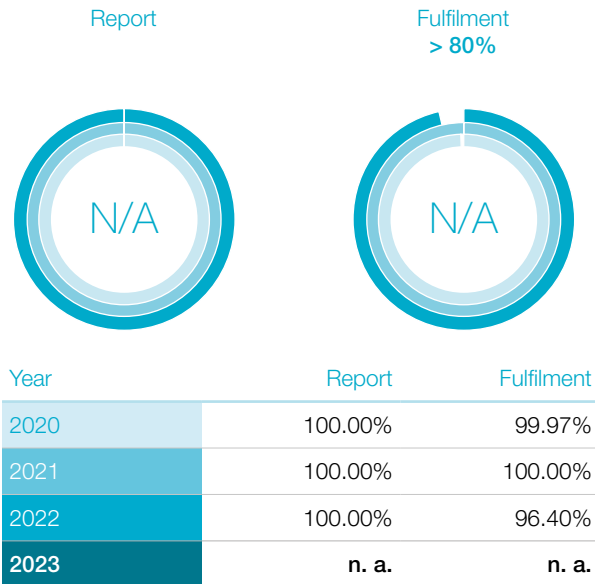 Report Fulfilment
> 80%
N/A N/A
Year Report Fulfilment
2020 100.00% 99.97%
2021 100.00% 100.00%
2022 100.00% 96.40%
2023 n. a. n. a.